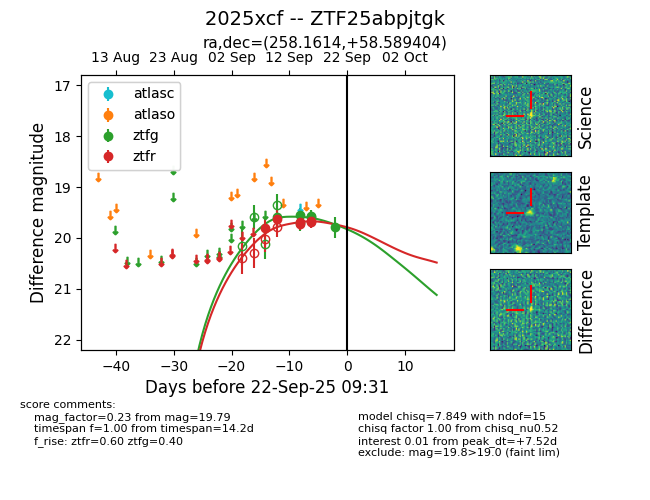 2025xcf -- ZTF25abpjtgk
ra,dec=(258.1614,+58.589404)
13 Aug 23 Aug 02 Sep 12 Sep 22 Sep 02 Oct
atlasc
atlaso
ztfg
ztfr
17
18
19
20
21
22
Difference magnitude
−40 −30 −20 −10 0 10
Days before 22-Sep-25 09:31
Science
Template
Difference
score comments:
mag_factor=0.23 from mag=19.79
timespan f=1.00 from timespan=14.2d
f_rise: ztfr=0.60 ztfg=0.40
model chisq=7.849 with ndof=15
chisq factor 1.00 from chisq_nu0.52
interest 0.01 from peak_dt=+7.52d
exclude: mag=19.8>19.0 (faint lim)